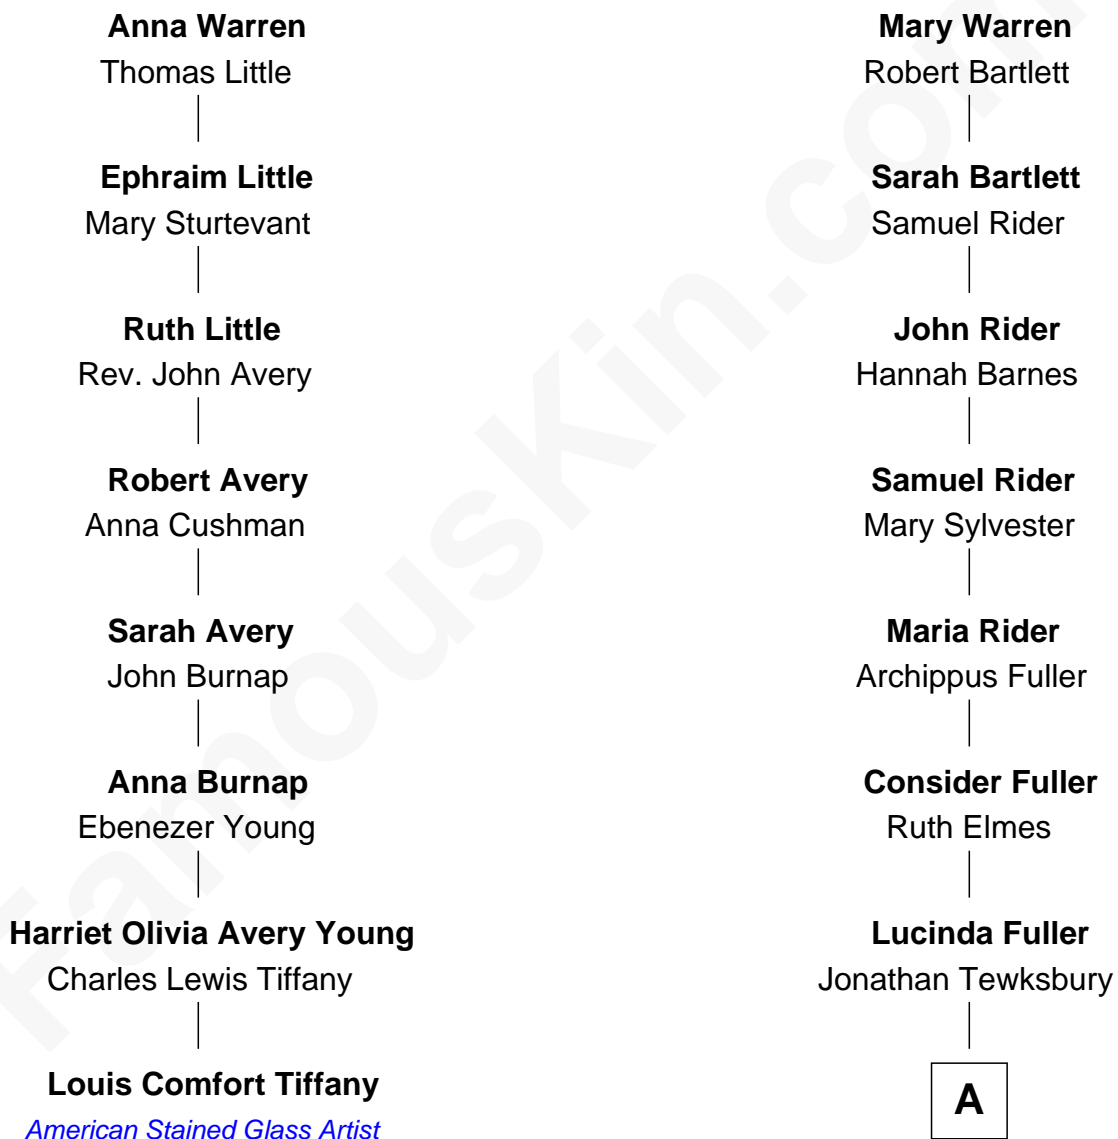 Anna Warren
Thomas Little
Ephraim Little
Mary Sturtevant
Ruth Little
Rev. John Avery
Robert Avery
Anna Cushman
Sarah Avery
John Burnap
Anna Burnap
Ebenezer Young
Harriet Olivia Avery Young
Charles Lewis Tiffany
Louis Comfort Tiffany
American Stained Glass Artist
Mary Warren
Robert Bartlett
Sarah Bartlett
Samuel Rider
John Rider
Hannah Barnes
Samuel Rider
Mary Sylvester
Maria Rider
Archippus Fuller
Consider Fuller
Ruth Elmes
Lucinda Fuller
Jonathan Tewksbury
A
FamousKin.com